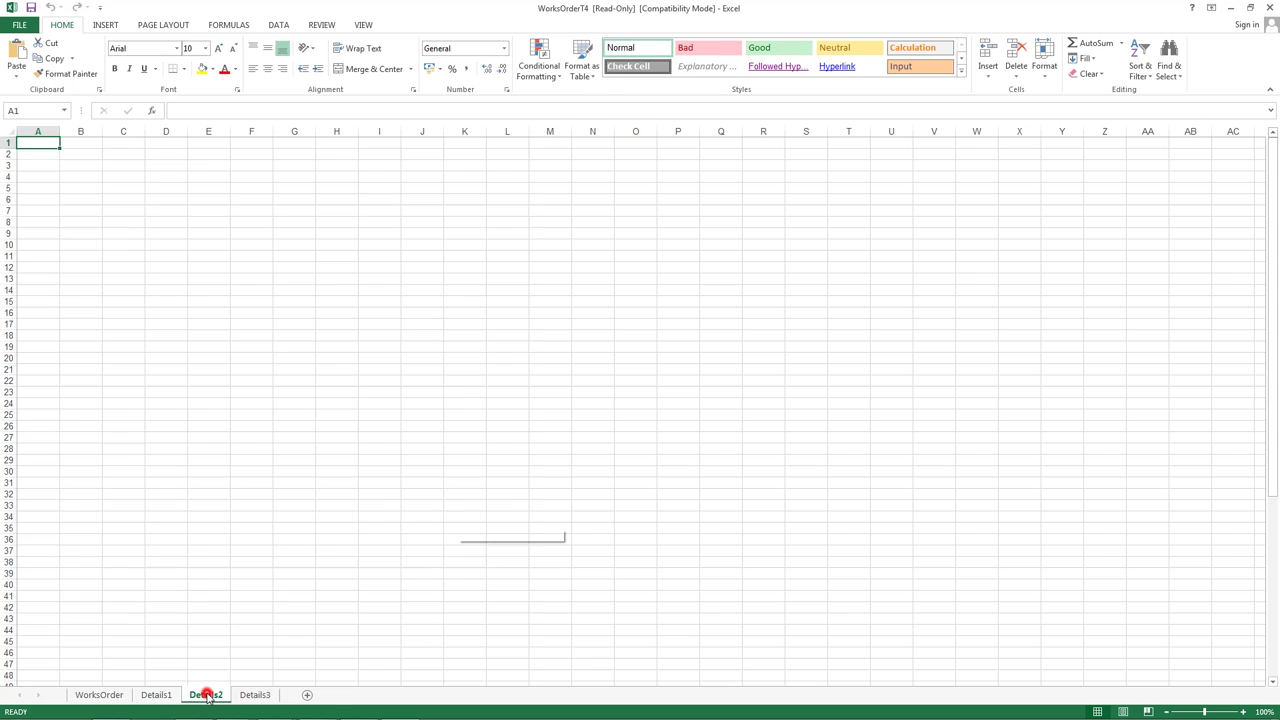 WorksOrderT4 [Read-Only] [Compatibility Mode] - Excel
Sign in
FILE HOME INSERT PAGE LAYOUT FORMULAS DATA REVIEW VIEW
Paste
Cut
Copy
Format Painter
Clipboard
Arial 10
B U
Font
Wrap Text
Merge & Center
Alignment
General
%
Number
Conditional Formatting
Format as Table
Normal Bad Good Neutral Calculation
Check Cell Explanatory ... Followed Hyp... Hyperlink Input
Styles
Insert Delete Format
Cells
AutoSum
Fill
Clear
Sort & Filter
Find & Select
Editing
A1
fx
A B C D E F G H I J K L M N O P Q R S T U V W X Y Z AA AB AC
1
2
3
4
5
6
7
8
9
10
11
12
13
14
15
16
17
18
19
20
21
22
23
24
25
26
27
28
29
30
31
32
33
34
35
36
37
38
39
40
41
42
43
44
45
46
47
48
WorksOrder Details1 Details2 Details3
READY
100%